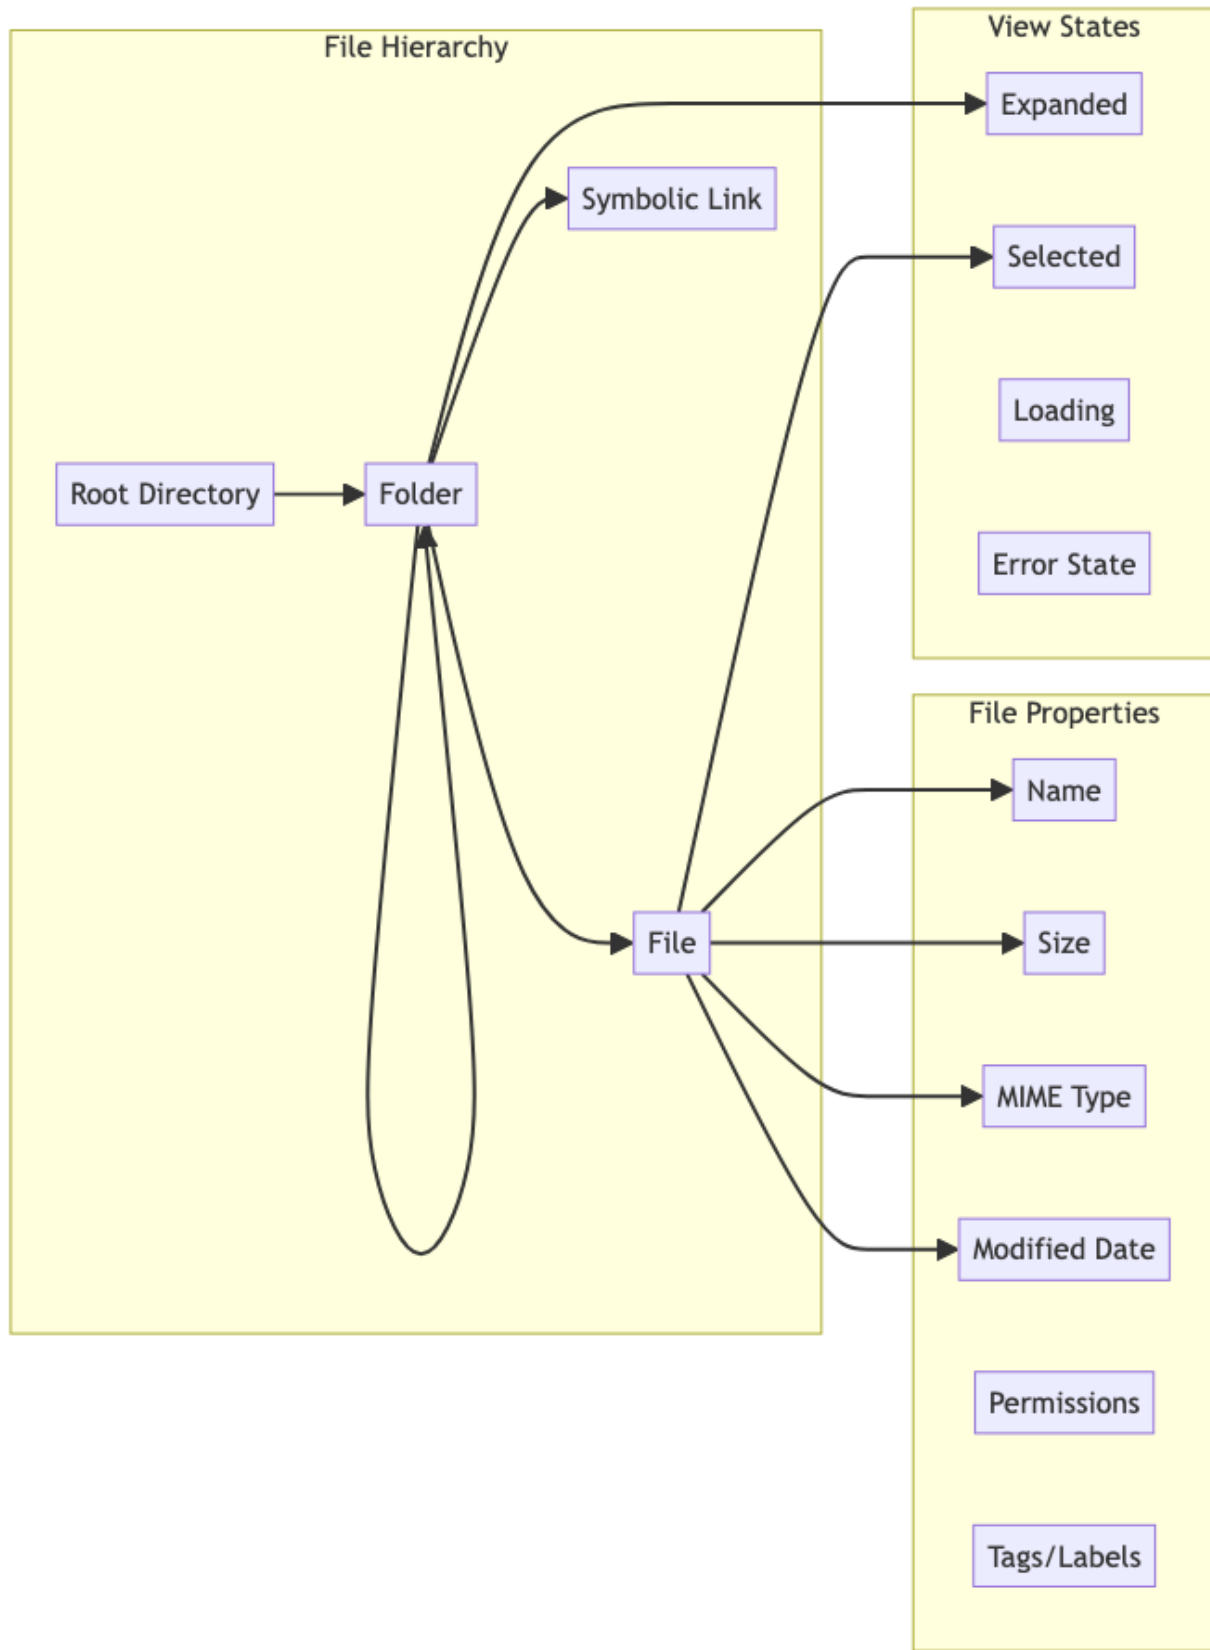 File Hierarchy
Root Directory
Folder
Symbolic Link
File
View States
Expanded
Selected
Loading
Error State
File Properties
Name
Size
MIME Type
Modified Date
Permissions
Tags/Labels